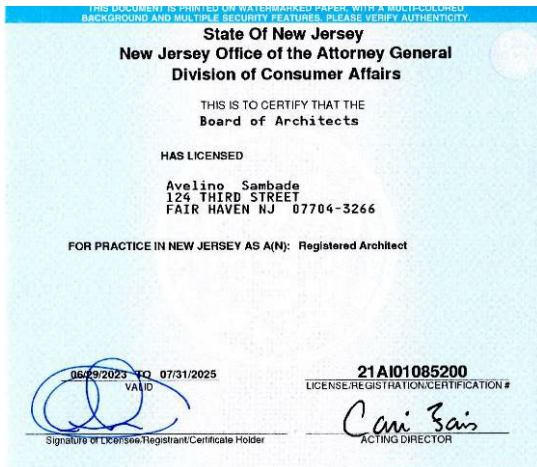 THIS DOCUMENT IS PRINTED ON WATERMARKED PAPER, WITH A MULTI-COLORED
BACKGROUND AND MULTIPLE SECURITY FEATURES. PLEASE VERIFY AUTHENTICITY.
State Of New Jersey
New Jersey Office of the Attorney General
Division of Consumer Affairs
THIS IS TO CERTIFY THAT THE
Board of Architects
HAS LICENSED
Avelino Sambade
124 THIRD STREET
FAIR HAVEN NJ 07704-3266
FOR PRACTICE IN NEW JERSEY AS A(N): Registered Architect
06/29/2023 TO 07/31/2025
VALID
Signature of Licensee/Registrant/Certificate Holder
21AI01085200
LICENSE/REGISTRATION/CERTIFICATION #
Cari Fais
ACTING DIRECTOR